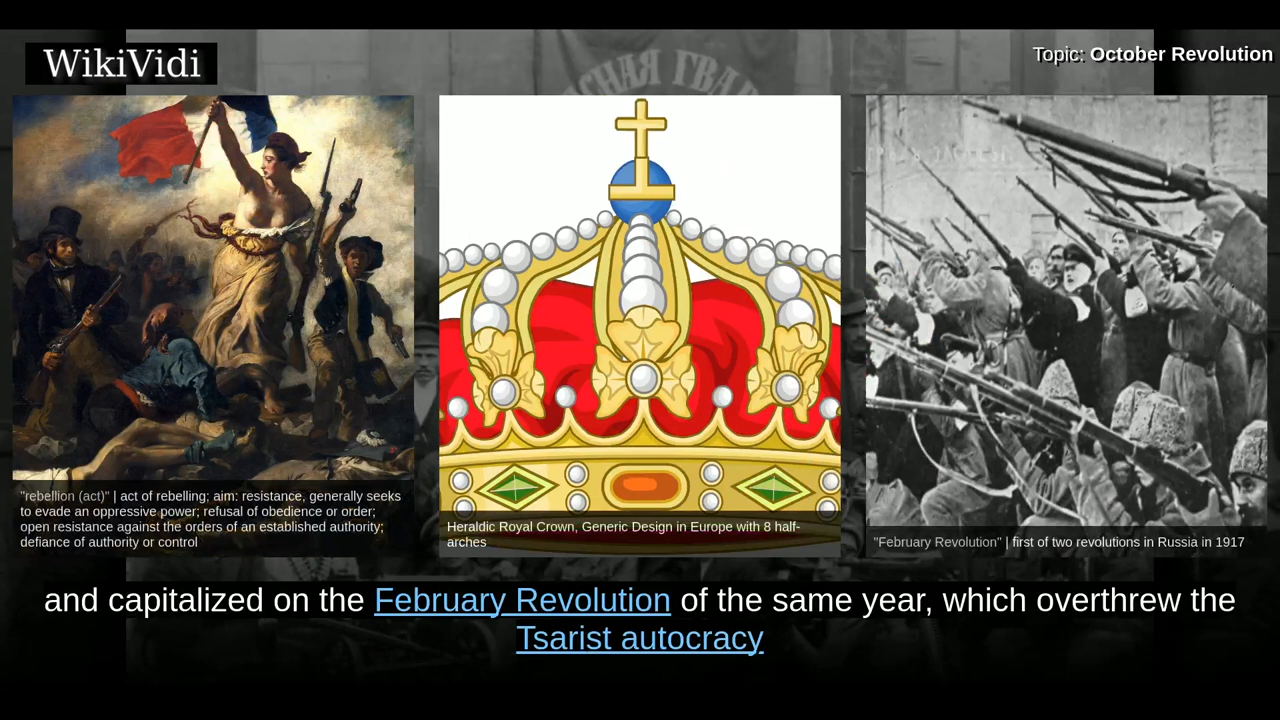 WikiVidi
Topic: October Revolution
"rebellion (act)" | act of rebelling; aim: resistance, generally seeks
to evade an oppressive power; refusal of obedience or order;
open resistance against the orders of an established authority;
defiance of authority or control
Heraldic Royal Crown, Generic Design in Europe with 8 half-
arches
"February Revolution" | first of two revolutions in Russia in 1917
and capitalized on the February Revolution of the same year, which overthrew the
Tsarist autocracy